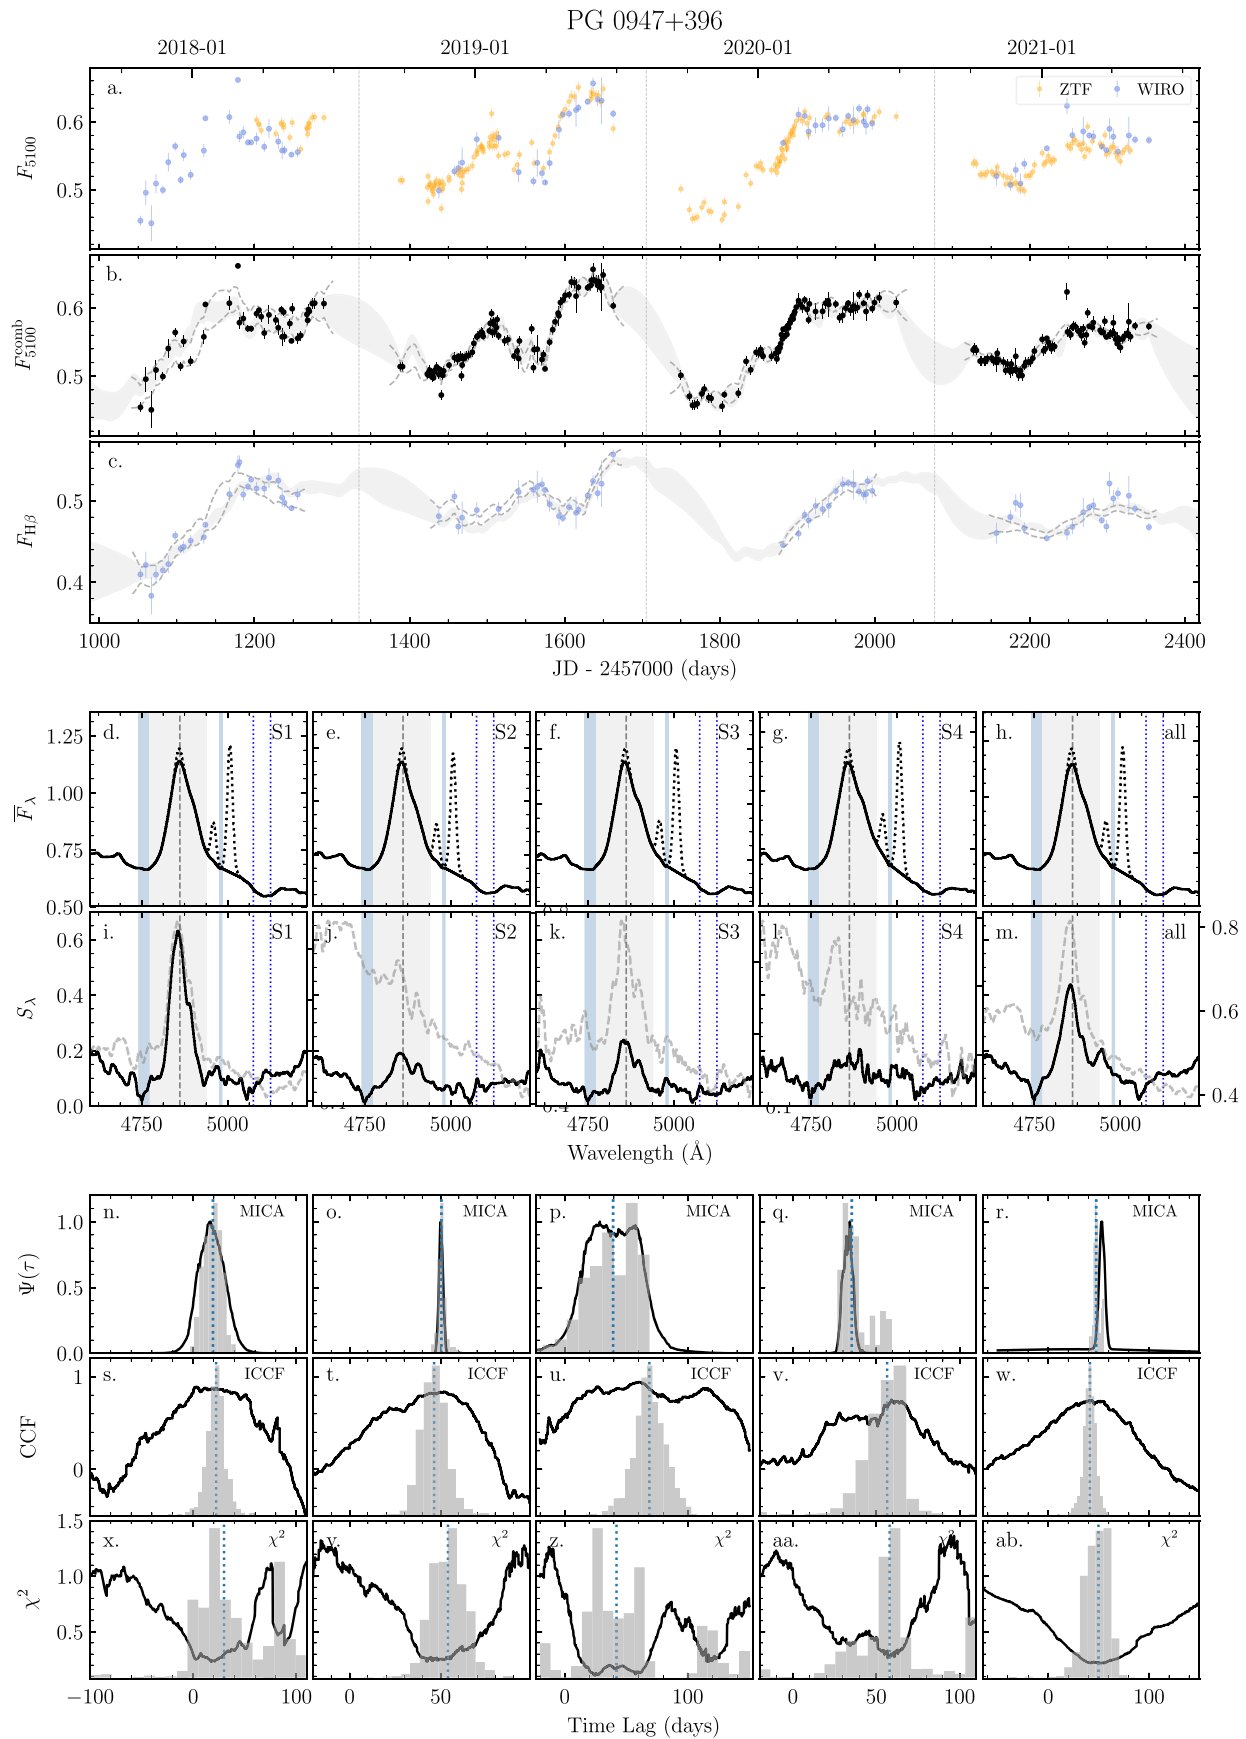 PG 0947+396
2018-01 2019-01 2020-01 2021-01
a. ZTF WIRO
0.6
0.5
F5100
b.
0.6
0.5
F5100^comb
c.
0.5
0.4
FHβ
1000 1200 1400 1600 1800 2000 2200 2400
JD - 2457000 (days)
d. S1 e. S2 f. S3 g. S4 h. all
1.25
1.00
0.75
0.50
F̅λ
i. S1 j. S2 k. S3 l. S4 m. all
0.6
0.4
0.2
0.0
Sλ
0.8
0.6
0.4
4750 5000 4750 5000 4750 5000 4750 5000 4750 5000
Wavelength (Å)
n. MICA o. MICA p. MICA q. MICA r. MICA
1.0
0.5
0.0
Ψ(τ)
s. ICCF t. ICCF u. ICCF v. ICCF w. ICCF
1
0
CCF
x. χ² y. χ² z. χ² aa. χ² ab. χ²
1.5
1.0
0.5
χ²
−100 0 100 0 50 0 100 0 50 100 0 100
Time Lag (days)